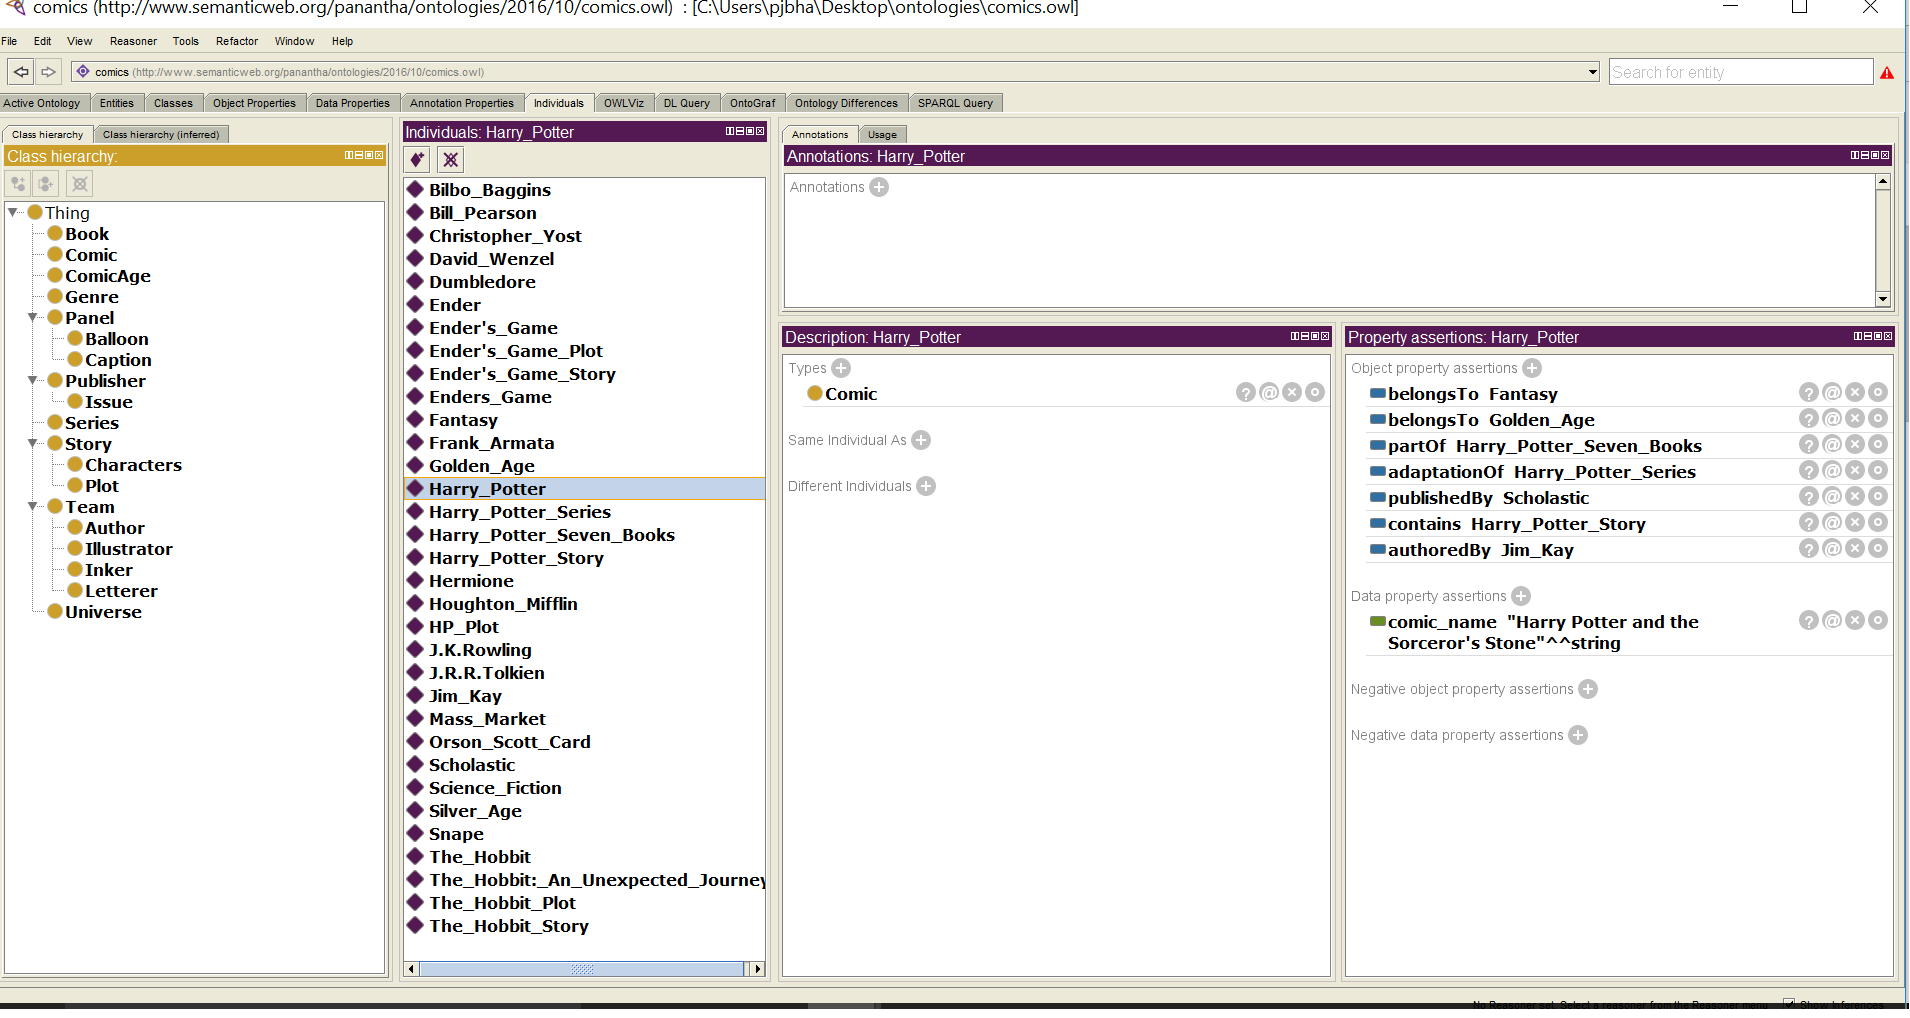 comics (http://www.semanticweb.org/panantha/ontologies/2016/10/comics.owl) : [C:\Users\pjbha\Desktop\ontologies\comics.owl]
File Edit View Reasoner Tools Refactor Window Help
comics (http://www.semanticweb.org/panantha/ontologies/2016/10/comics.owl)
Search for entity
Active Ontology Entities Classes Object Properties Data Properties Annotation Properties Individuals OWLViz DL Query OntoGraf Ontology Differences SPARQL Query
Class hierarchy Class hierarchy (inferred)
Class hierarchy:
Thing
Book
Comic
ComicAge
Genre
Panel
Balloon
Caption
Publisher
Issue
Series
Story
Characters
Plot
Team
Author
Illustrator
Inker
Letterer
Universe
Individuals: Harry_Potter
Bilbo_Baggins
Bill_Pearson
Christopher_Yost
David_Wenzel
Dumbledore
Ender
Ender's_Game
Ender's_Game_Plot
Ender's_Game_Story
Enders_Game
Fantasy
Frank_Armata
Golden_Age
Harry_Potter
Harry_Potter_Series
Harry_Potter_Seven_Books
Harry_Potter_Story
Hermione
Houghton_Mifflin
HP_Plot
J.K.Rowling
J.R.R.Tolkien
Jim_Kay
Mass_Market
Orson_Scott_Card
Scholastic
Science_Fiction
Silver_Age
Snape
The_Hobbit
The_Hobbit:_An_Unexpected_Journey
The_Hobbit_Plot
The_Hobbit_Story
Annotations Usage
Annotations: Harry_Potter
Annotations
Description: Harry_Potter
Types
Comic
Same Individual As
Different Individuals
Property assertions: Harry_Potter
Object property assertions
belongsTo Fantasy
belongsTo Golden_Age
partOf Harry_Potter_Seven_Books
adaptationOf Harry_Potter_Series
publishedBy Scholastic
contains Harry_Potter_Story
authoredBy Jim_Kay
Data property assertions
comic_name "Harry Potter and the
Sorceror's Stone"^^string
Negative object property assertions
Negative data property assertions
No Reasoner set. Select a reasoner from the Reasoner menu Show Inferences